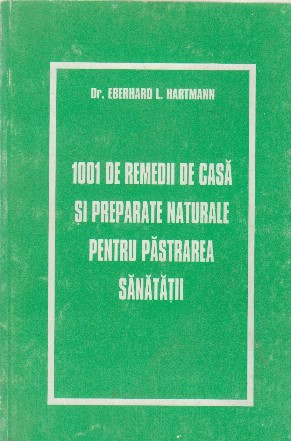 Dr. EBERHARD L. HARTMANN
1001 DE REMEDII DE CASĂ
ȘI PREPARATE NATURALE
PENTRU PĂSTRAREA
SĂNĂTĂȚII